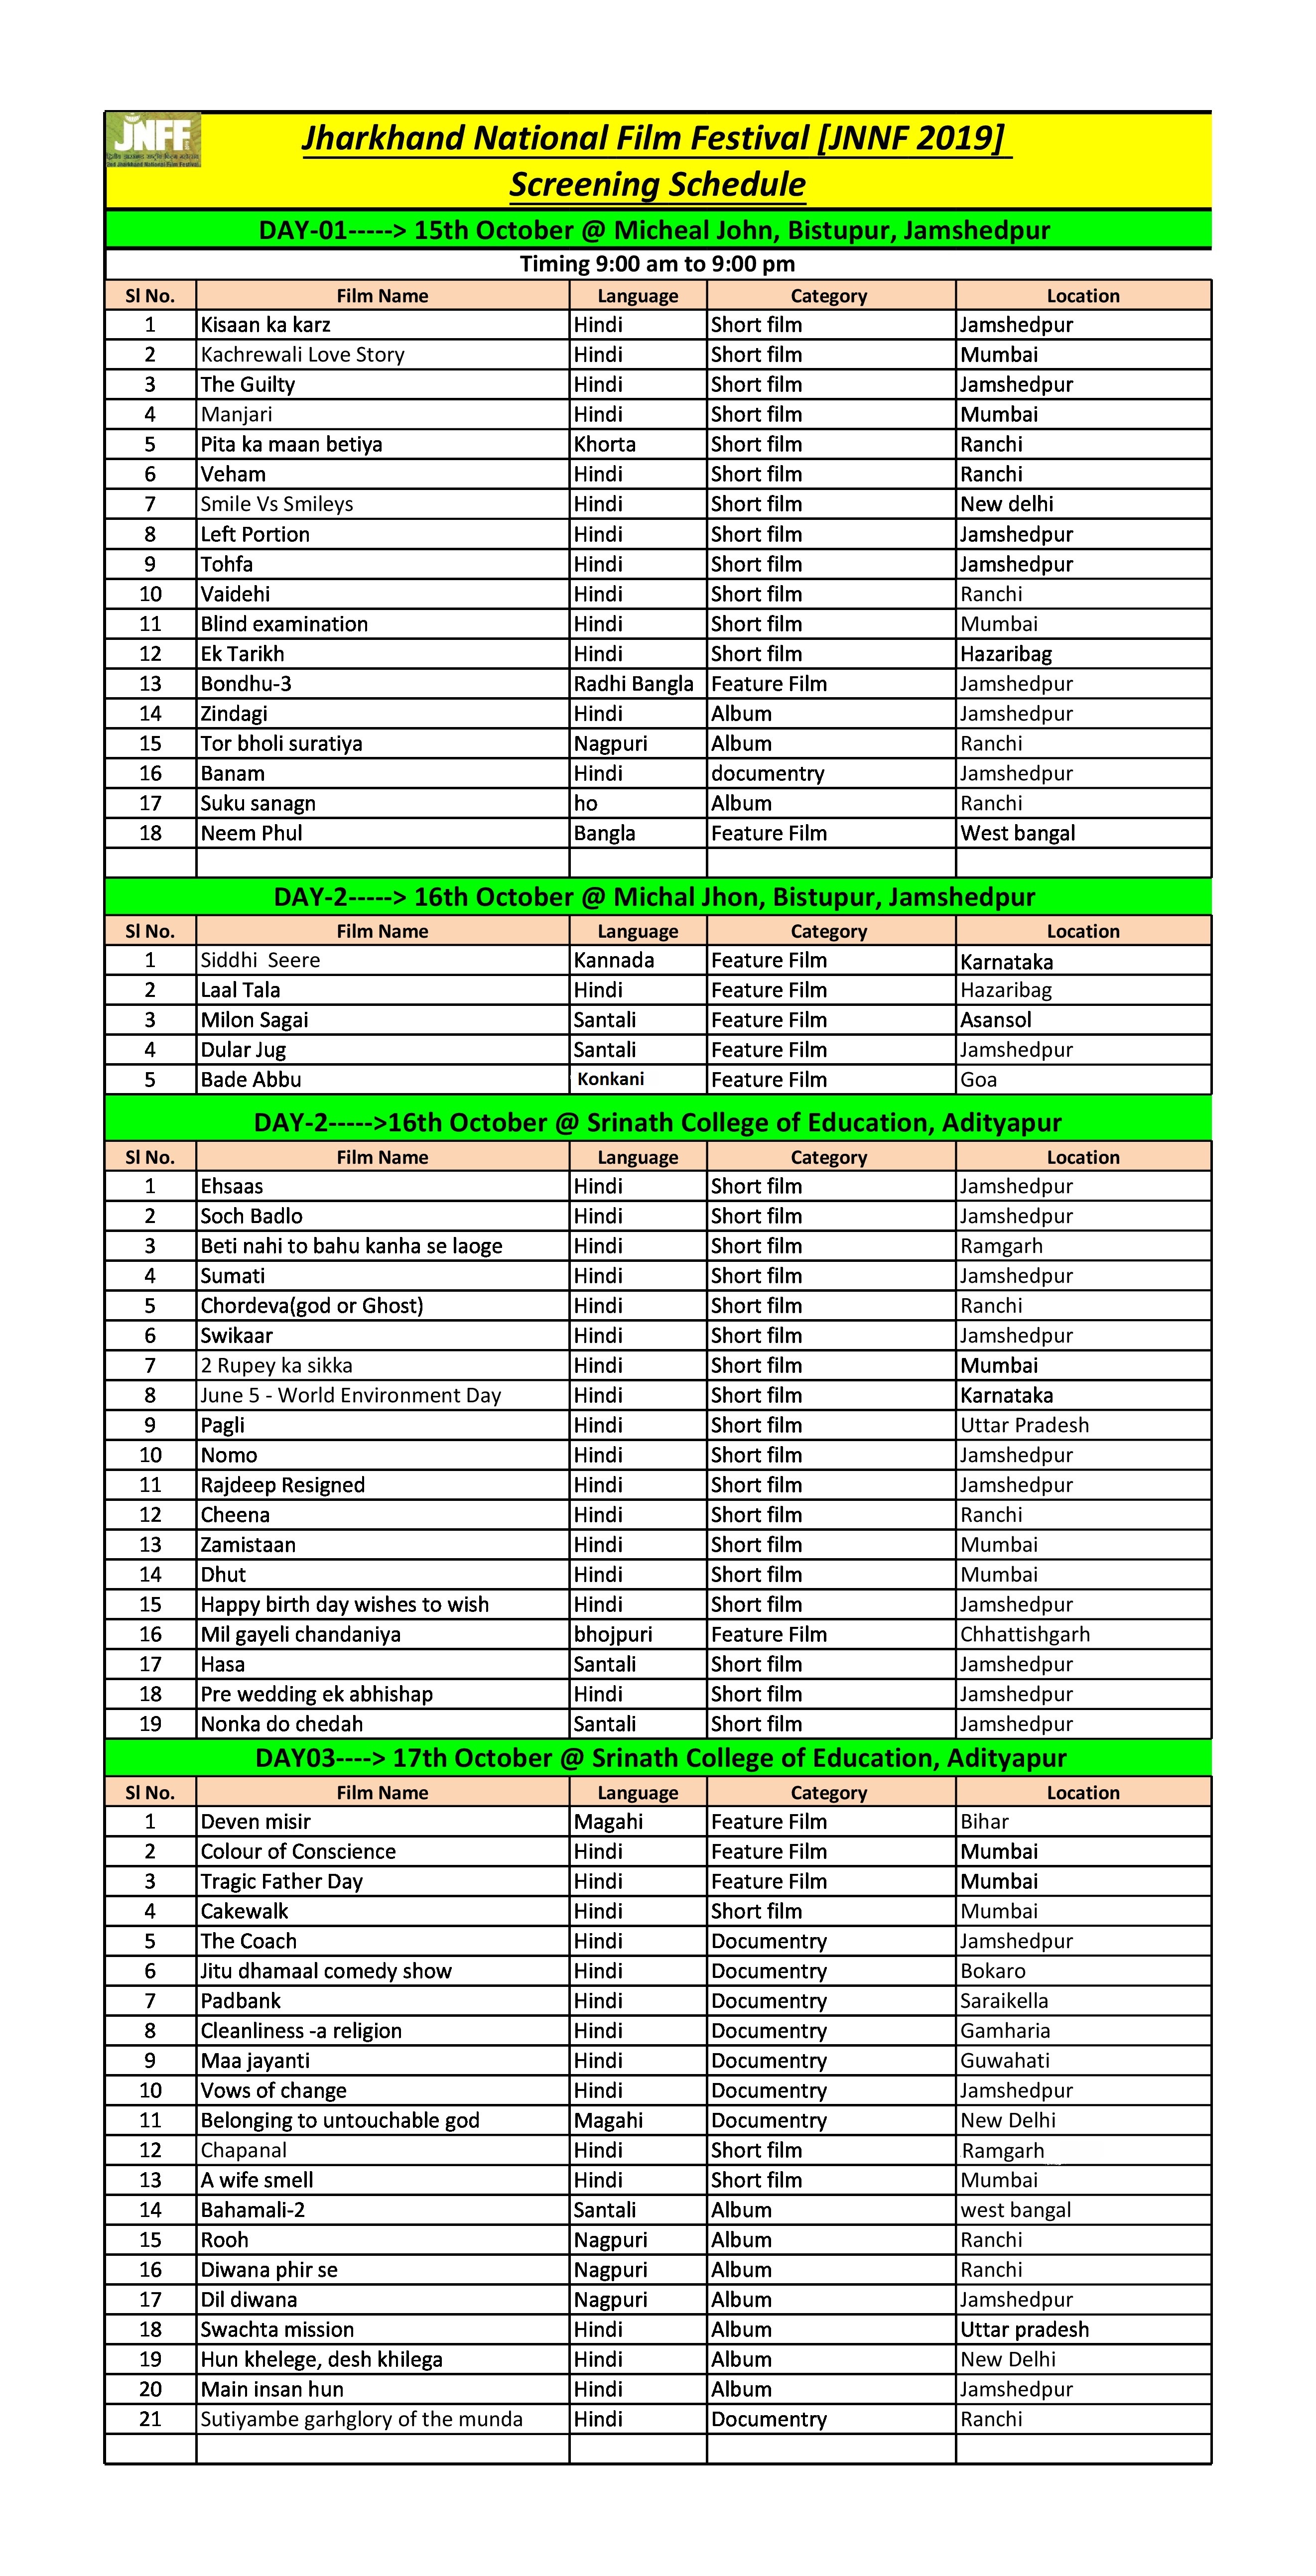 JNFF
2nd Jharkhand National Film Festival
Jharkhand National Film Festival [JNNF 2019]
Screening Schedule
DAY-01-----> 15th October @ Micheal John, Bistupur, Jamshedpur
Timing 9:00 am to 9:00 pm
Sl No. Film Name Language Category Location
1 Kisaan ka karz Hindi Short film Jamshedpur
2 Kachrewali Love Story Hindi Short film Mumbai
3 The Guilty Hindi Short film Jamshedpur
4 Manjari Hindi Short film Mumbai
5 Pita ka maan betiya Khorta Short film Ranchi
6 Veham Hindi Short film Ranchi
7 Smile Vs Smileys Hindi Short film New delhi
8 Left Portion Hindi Short film Jamshedpur
9 Tohfa Hindi Short film Jamshedpur
10 Vaidehi Hindi Short film Ranchi
11 Blind examination Hindi Short film Mumbai
12 Ek Tarikh Hindi Short film Hazaribag
13 Bondhu-3 Radhi Bangla Feature Film Jamshedpur
14 Zindagi Hindi Album Jamshedpur
15 Tor bholi suratiya Nagpuri Album Ranchi
16 Banam Hindi documentry Jamshedpur
17 Suku sanagn ho Album Ranchi
18 Neem Phul Bangla Feature Film West bangal
DAY-2-----> 16th October @ Michal Jhon, Bistupur, Jamshedpur
Sl No. Film Name Language Category Location
1 Siddhi  Seere Kannada Feature Film Karnataka
2 Laal Tala Hindi Feature Film Hazaribag
3 Milon Sagai Santali Feature Film Asansol
4 Dular Jug Santali Feature Film Jamshedpur
5 Bade Abbu Konkani Feature Film Goa
DAY-2----->16th October @ Srinath College of Education, Adityapur
Sl No. Film Name Language Category Location
1 Ehsaas Hindi Short film Jamshedpur
2 Soch Badlo Hindi Short film Jamshedpur
3 Beti nahi to bahu kanha se laoge Hindi Short film Ramgarh
4 Sumati Hindi Short film Jamshedpur
5 Chordeva(god or Ghost) Hindi Short film Ranchi
6 Swikaar Hindi Short film Jamshedpur
7 2 Rupey ka sikka Hindi Short film Mumbai
8 June 5 - World Environment Day Hindi Short film Karnataka
9 Pagli Hindi Short film Uttar Pradesh
10 Nomo Hindi Short film Jamshedpur
11 Rajdeep Resigned Hindi Short film Jamshedpur
12 Cheena Hindi Short film Ranchi
13 Zamistaan Hindi Short film Mumbai
14 Dhut Hindi Short film Mumbai
15 Happy birth day wishes to wish Hindi Short film Jamshedpur
16 Mil gayeli chandaniya bhojpuri Feature Film Chhattishgarh
17 Hasa Santali Short film Jamshedpur
18 Pre wedding ek abhishap Hindi Short film Jamshedpur
19 Nonka do chedah Santali Short film Jamshedpur
DAY03----> 17th October @ Srinath College of Education, Adityapur
Sl No. Film Name Language Category Location
1 Deven misir Magahi Feature Film Bihar
2 Colour of Conscience Hindi Feature Film Mumbai
3 Tragic Father Day Hindi Feature Film Mumbai
4 Cakewalk Hindi Short film Mumbai
5 The Coach Hindi Documentry Jamshedpur
6 Jitu dhamaal comedy show Hindi Documentry Bokaro
7 Padbank Hindi Documentry Saraikella
8 Cleanliness -a religion Hindi Documentry Gamharia
9 Maa jayanti Hindi Documentry Guwahati
10 Vows of change Hindi Documentry Jamshedpur
11 Belonging to untouchable god Magahi Documentry New Delhi
12 Chapanal Hindi Short film Ramgarh
13 A wife smell Hindi Short film Mumbai
14 Bahamali-2 Santali Album west bangal
15 Rooh Nagpuri Album Ranchi
16 Diwana phir se Nagpuri Album Ranchi
17 Dil diwana Nagpuri Album Jamshedpur
18 Swachta mission Hindi Album Uttar pradesh
19 Hun khelege, desh khilega Hindi Album New Delhi
20 Main insan hun Hindi Album Jamshedpur
21 Sutiyambe garhglory of the munda Hindi Documentry Ranchi